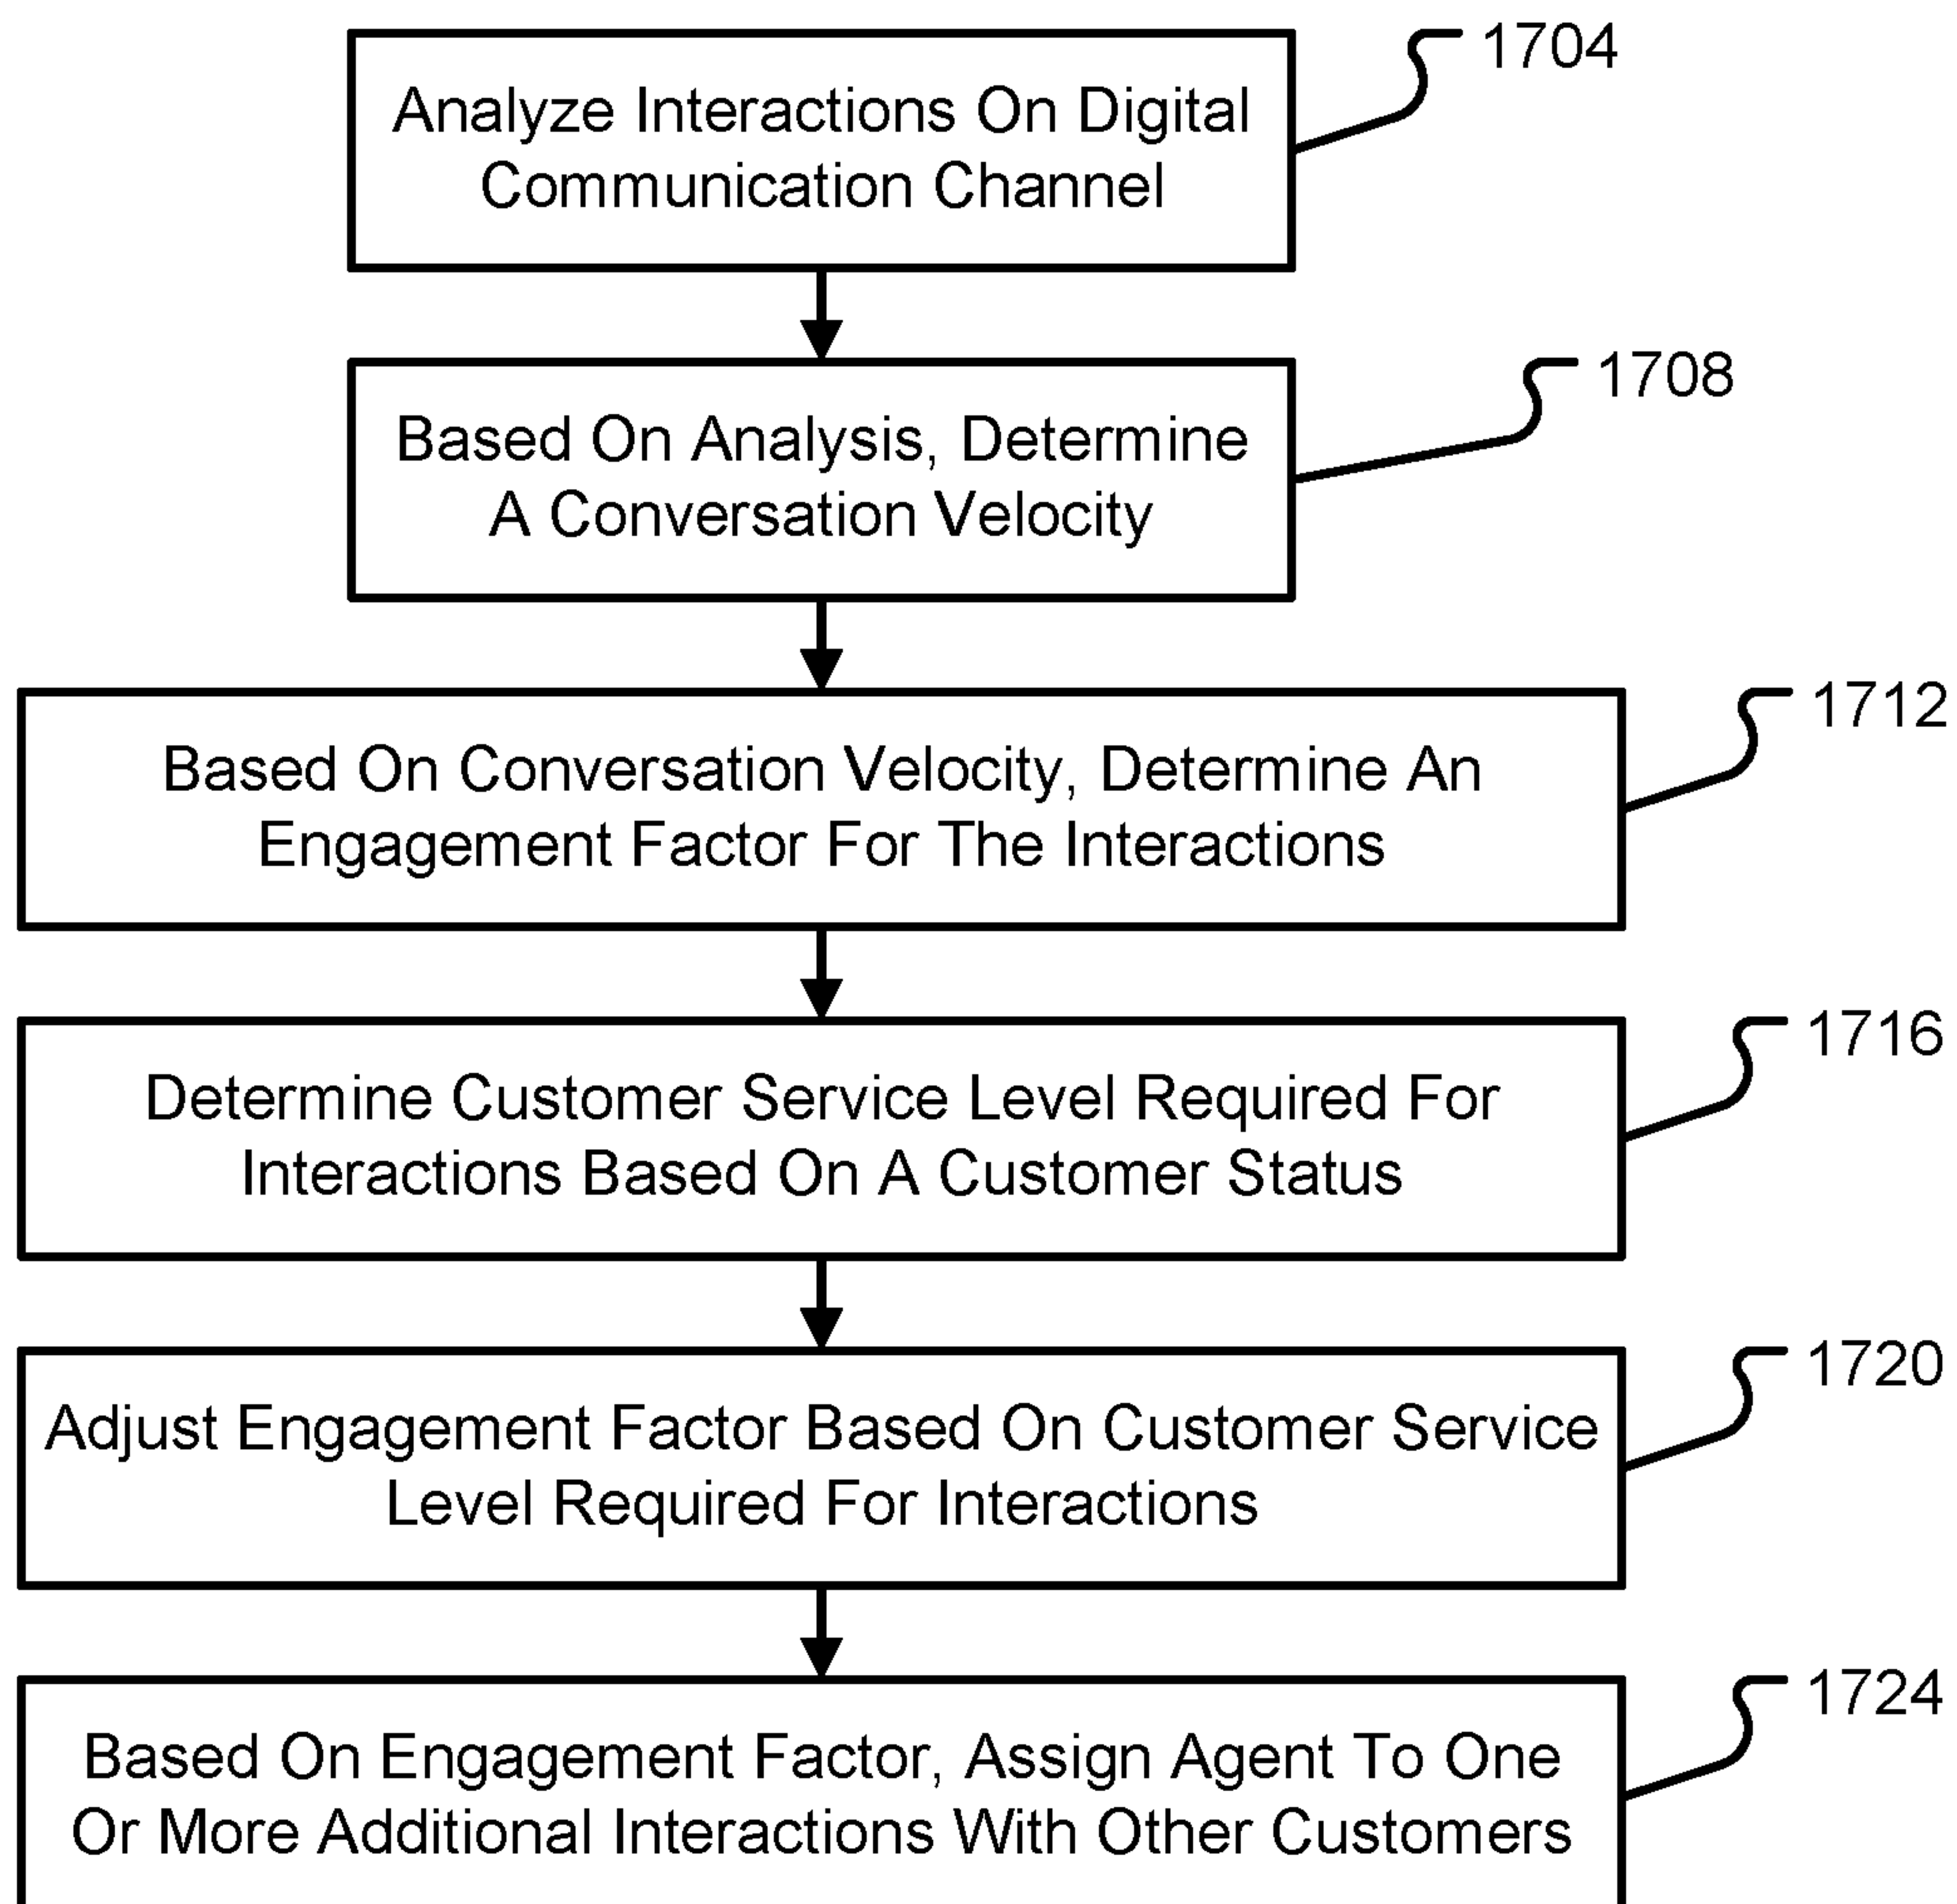 1704
Analyze Interactions On Digital
Communication Channel
1708
Based On Analysis, Determine
A Conversation Velocity
1712
Based On Conversation Velocity, Determine An
Engagement Factor For The Interactions
1716
Determine Customer Service Level Required For
Interactions Based On A Customer Status
1720
Adjust Engagement Factor Based On Customer Service
Level Required For Interactions
1724
Based On Engagement Factor, Assign Agent To One
Or More Additional Interactions With Other Customers